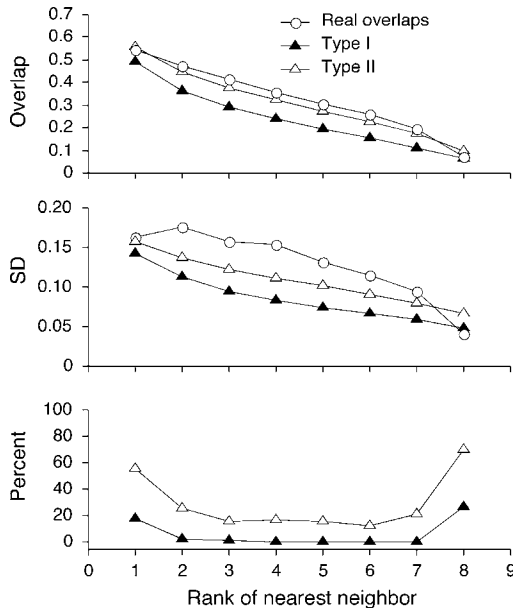 0.7
0.6
0.5
0.4
0.3
0.2
0.1
0
Overlap
Real overlaps
Type I
Type II
0.20
0.15
0.10
0.05
0
SD
100
80
60
40
20
0
Percent
0 1 2 3 4 5 6 7 8 9
Rank of nearest neighbor